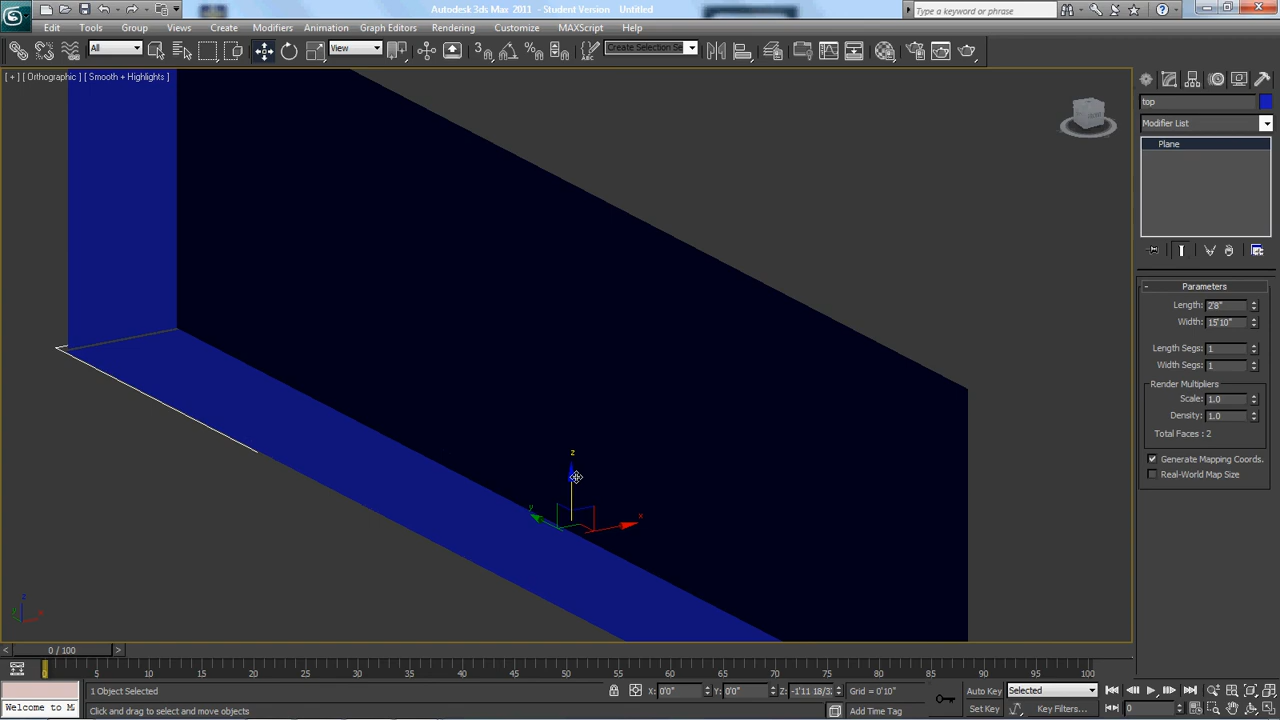 Autodesk 3ds Max 2011 - Student Version Untitled
Type a keyword or phrase
Edit Tools Group Views Create Modifiers Animation Graph Editors Rendering Customize MAXScript Help
All View 3 Create Selection Se
[ + ] [ Orthographic ] [ Smooth + Highlights ]
top
Modifier List
Plane
- Parameters
Length: 2'8"
Width: 15'10"
Length Segs: 1
Width Segs: 1
Render Multipliers
Scale: 1.0
Density: 1.0
Total Faces : 2
Generate Mapping Coords.
Real-World Map Size
z
y
x
z
y
x
< 0 / 100 >
0 5 10 15 20 25 30 35 40 45 50 55 60 65 70 75 80 85 90 95 100
1 Object Selected X: 0'0" Y: 0'0" Z: -1'11 18/3 Grid = 0'10" Auto Key Selected
Welcome to M Click and drag to select and move objects Add Time Tag Set Key Key Filters... 0